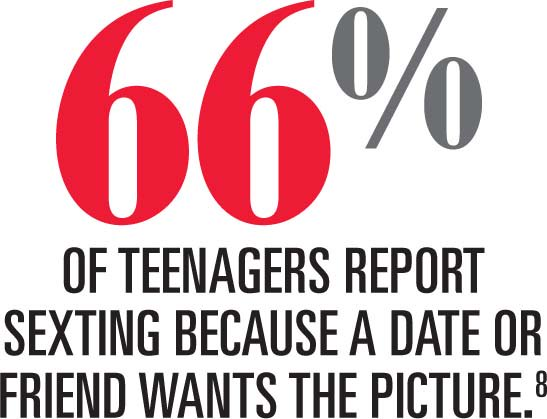 66%
OF TEENAGERS REPORT
SEXTING BECAUSE A DATE OR
FRIEND WANTS THE PICTURE.8